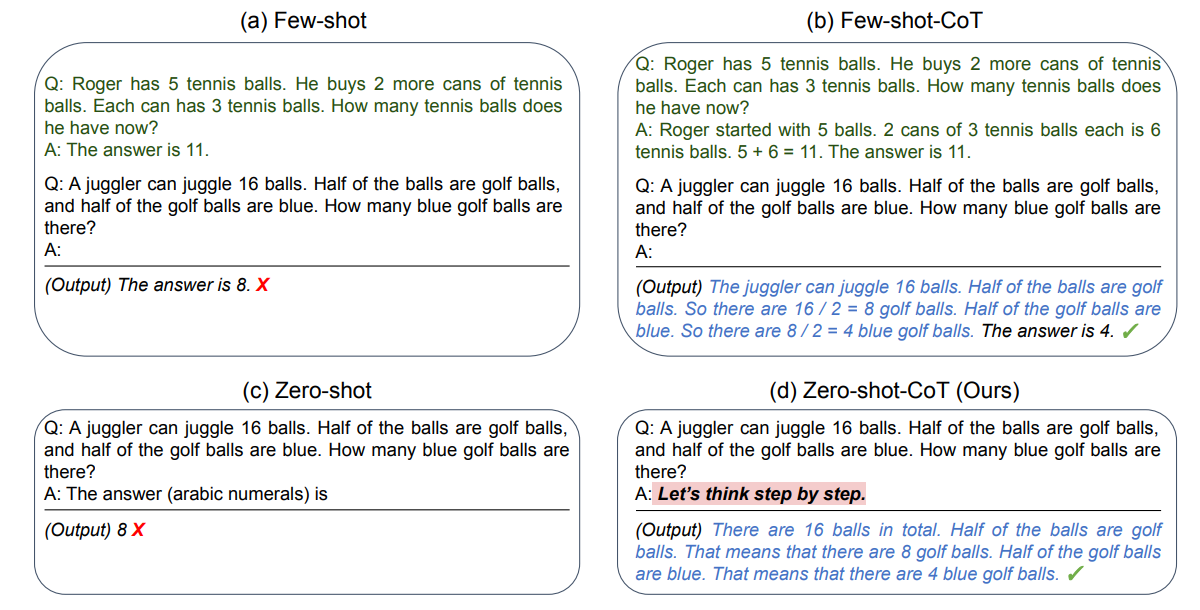 (a) Few-shot
Q: Roger has 5 tennis balls. He buys 2 more cans of tennis
balls. Each can has 3 tennis balls. How many tennis balls does
he have now?
A: The answer is 11.
Q: A juggler can juggle 16 balls. Half of the balls are golf balls,
and half of the golf balls are blue. How many blue golf balls are
there?
A:
(Output) The answer is 8. X
(b) Few-shot-CoT
Q: Roger has 5 tennis balls. He buys 2 more cans of tennis
balls. Each can has 3 tennis balls. How many tennis balls does
he have now?
A: Roger started with 5 balls. 2 cans of 3 tennis balls each is 6
tennis balls. 5 + 6 = 11. The answer is 11.
Q: A juggler can juggle 16 balls. Half of the balls are golf balls,
and half of the golf balls are blue. How many blue golf balls are
there?
A:
(Output) The juggler can juggle 16 balls. Half of the balls are golf
balls. So there are 16 / 2 = 8 golf balls. Half of the golf balls are
blue. So there are 8 / 2 = 4 blue golf balls. The answer is 4. ✓
(c) Zero-shot
Q: A juggler can juggle 16 balls. Half of the balls are golf balls,
and half of the golf balls are blue. How many blue golf balls are
there?
A: The answer (arabic numerals) is
(Output) 8 X
(d) Zero-shot-CoT (Ours)
Q: A juggler can juggle 16 balls. Half of the balls are golf balls,
and half of the golf balls are blue. How many blue golf balls are
there?
A: Let’s think step by step.
(Output) There are 16 balls in total. Half of the balls are golf
balls. That means that there are 8 golf balls. Half of the golf balls
are blue. That means that there are 4 blue golf balls. ✓